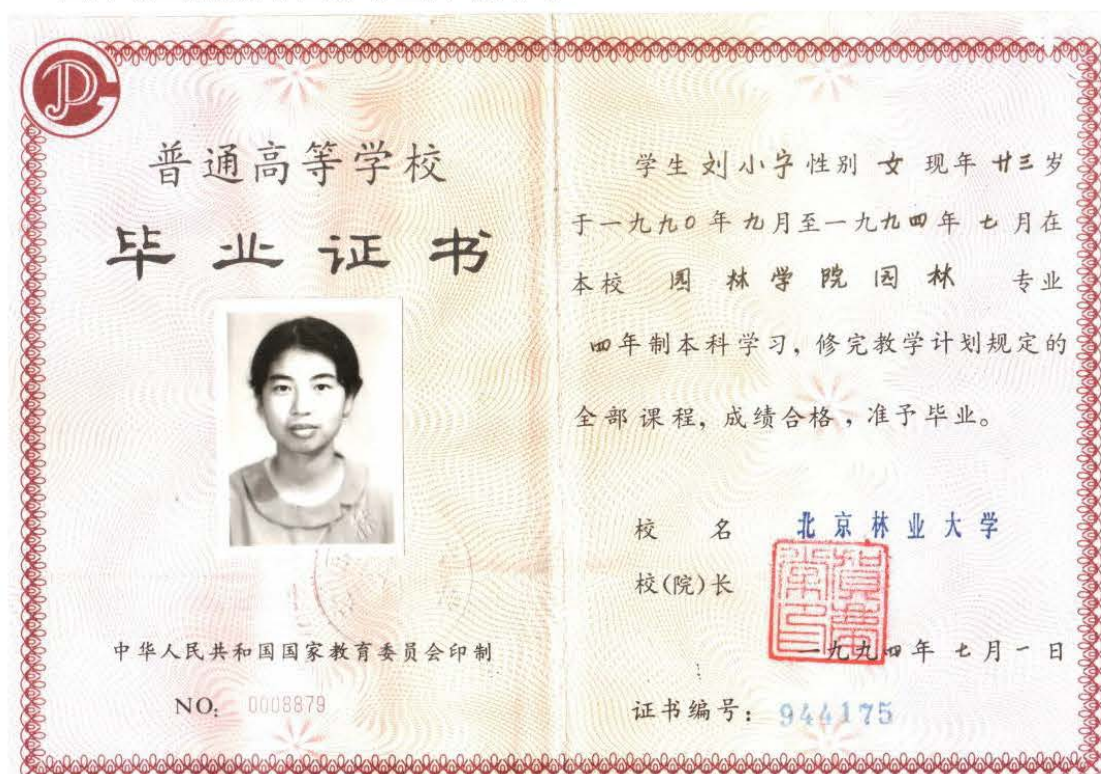 普通高等学校
毕业证书
中华人民共和国国家教育委员会印制
NO: 0008879
学生刘小字性别 女 现年 廿三岁
于一九九〇年九月至一九九四年 七月在
本校 园林学院园林 专业
四年制本科学习, 修完教学计划规定的
全部课程, 成绩合格, 准予毕业。
校 名 北京林业大学
校(院)长
一九九四年 七月一日
证书编号: 944175